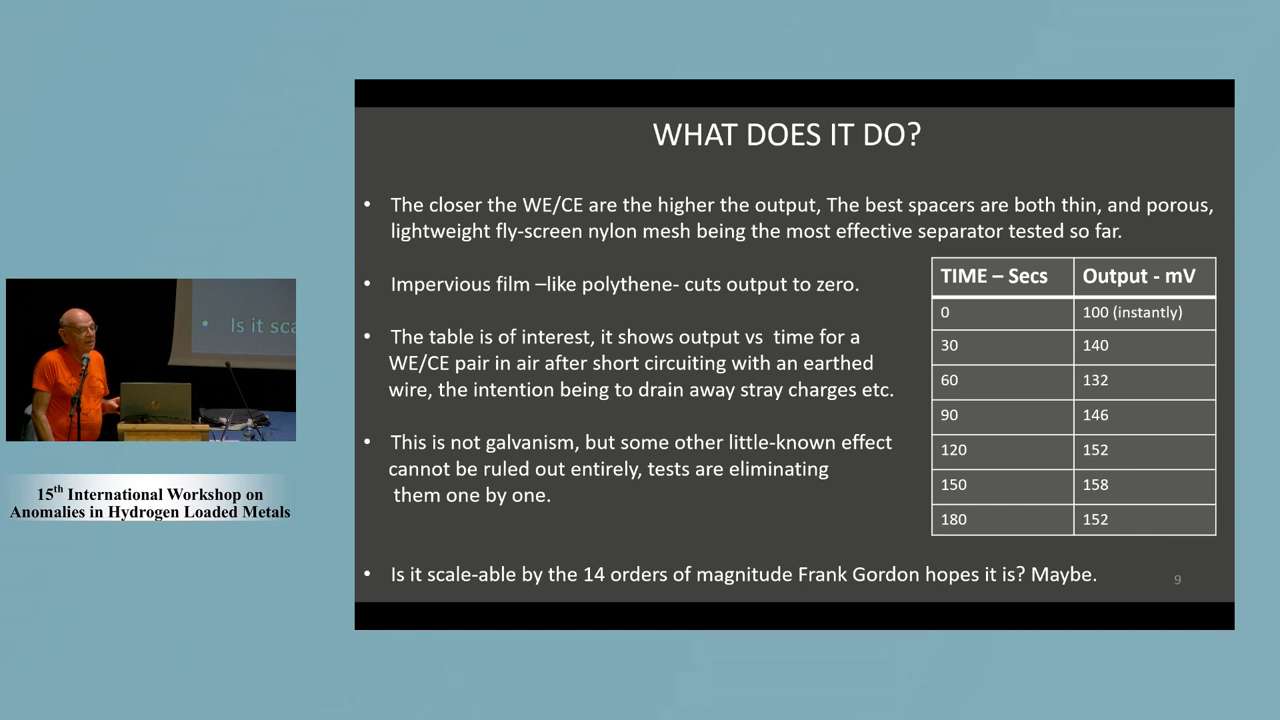 WHAT DOES IT DO?
• The closer the WE/CE are the higher the output, The best spacers are both thin, and porous,
lightweight fly-screen nylon mesh being the most effective separator tested so far.
• Impervious film –like polythene- cuts output to zero.
• The table is of interest, it shows output vs time for a
WE/CE pair in air after short circuiting with an earthed
wire, the intention being to drain away stray charges etc.
• This is not galvanism, but some other little-known effect
cannot be ruled out entirely, tests are eliminating
them one by one.
TIME – Secs Output - mV
0 100 (instantly)
30 140
60 132
90 146
120 152
150 158
180 152
• Is it scale-able by the 14 orders of magnitude Frank Gordon hopes it is? Maybe.
9
• Is it sca
15th International Workshop on
Anomalies in Hydrogen Loaded Metals